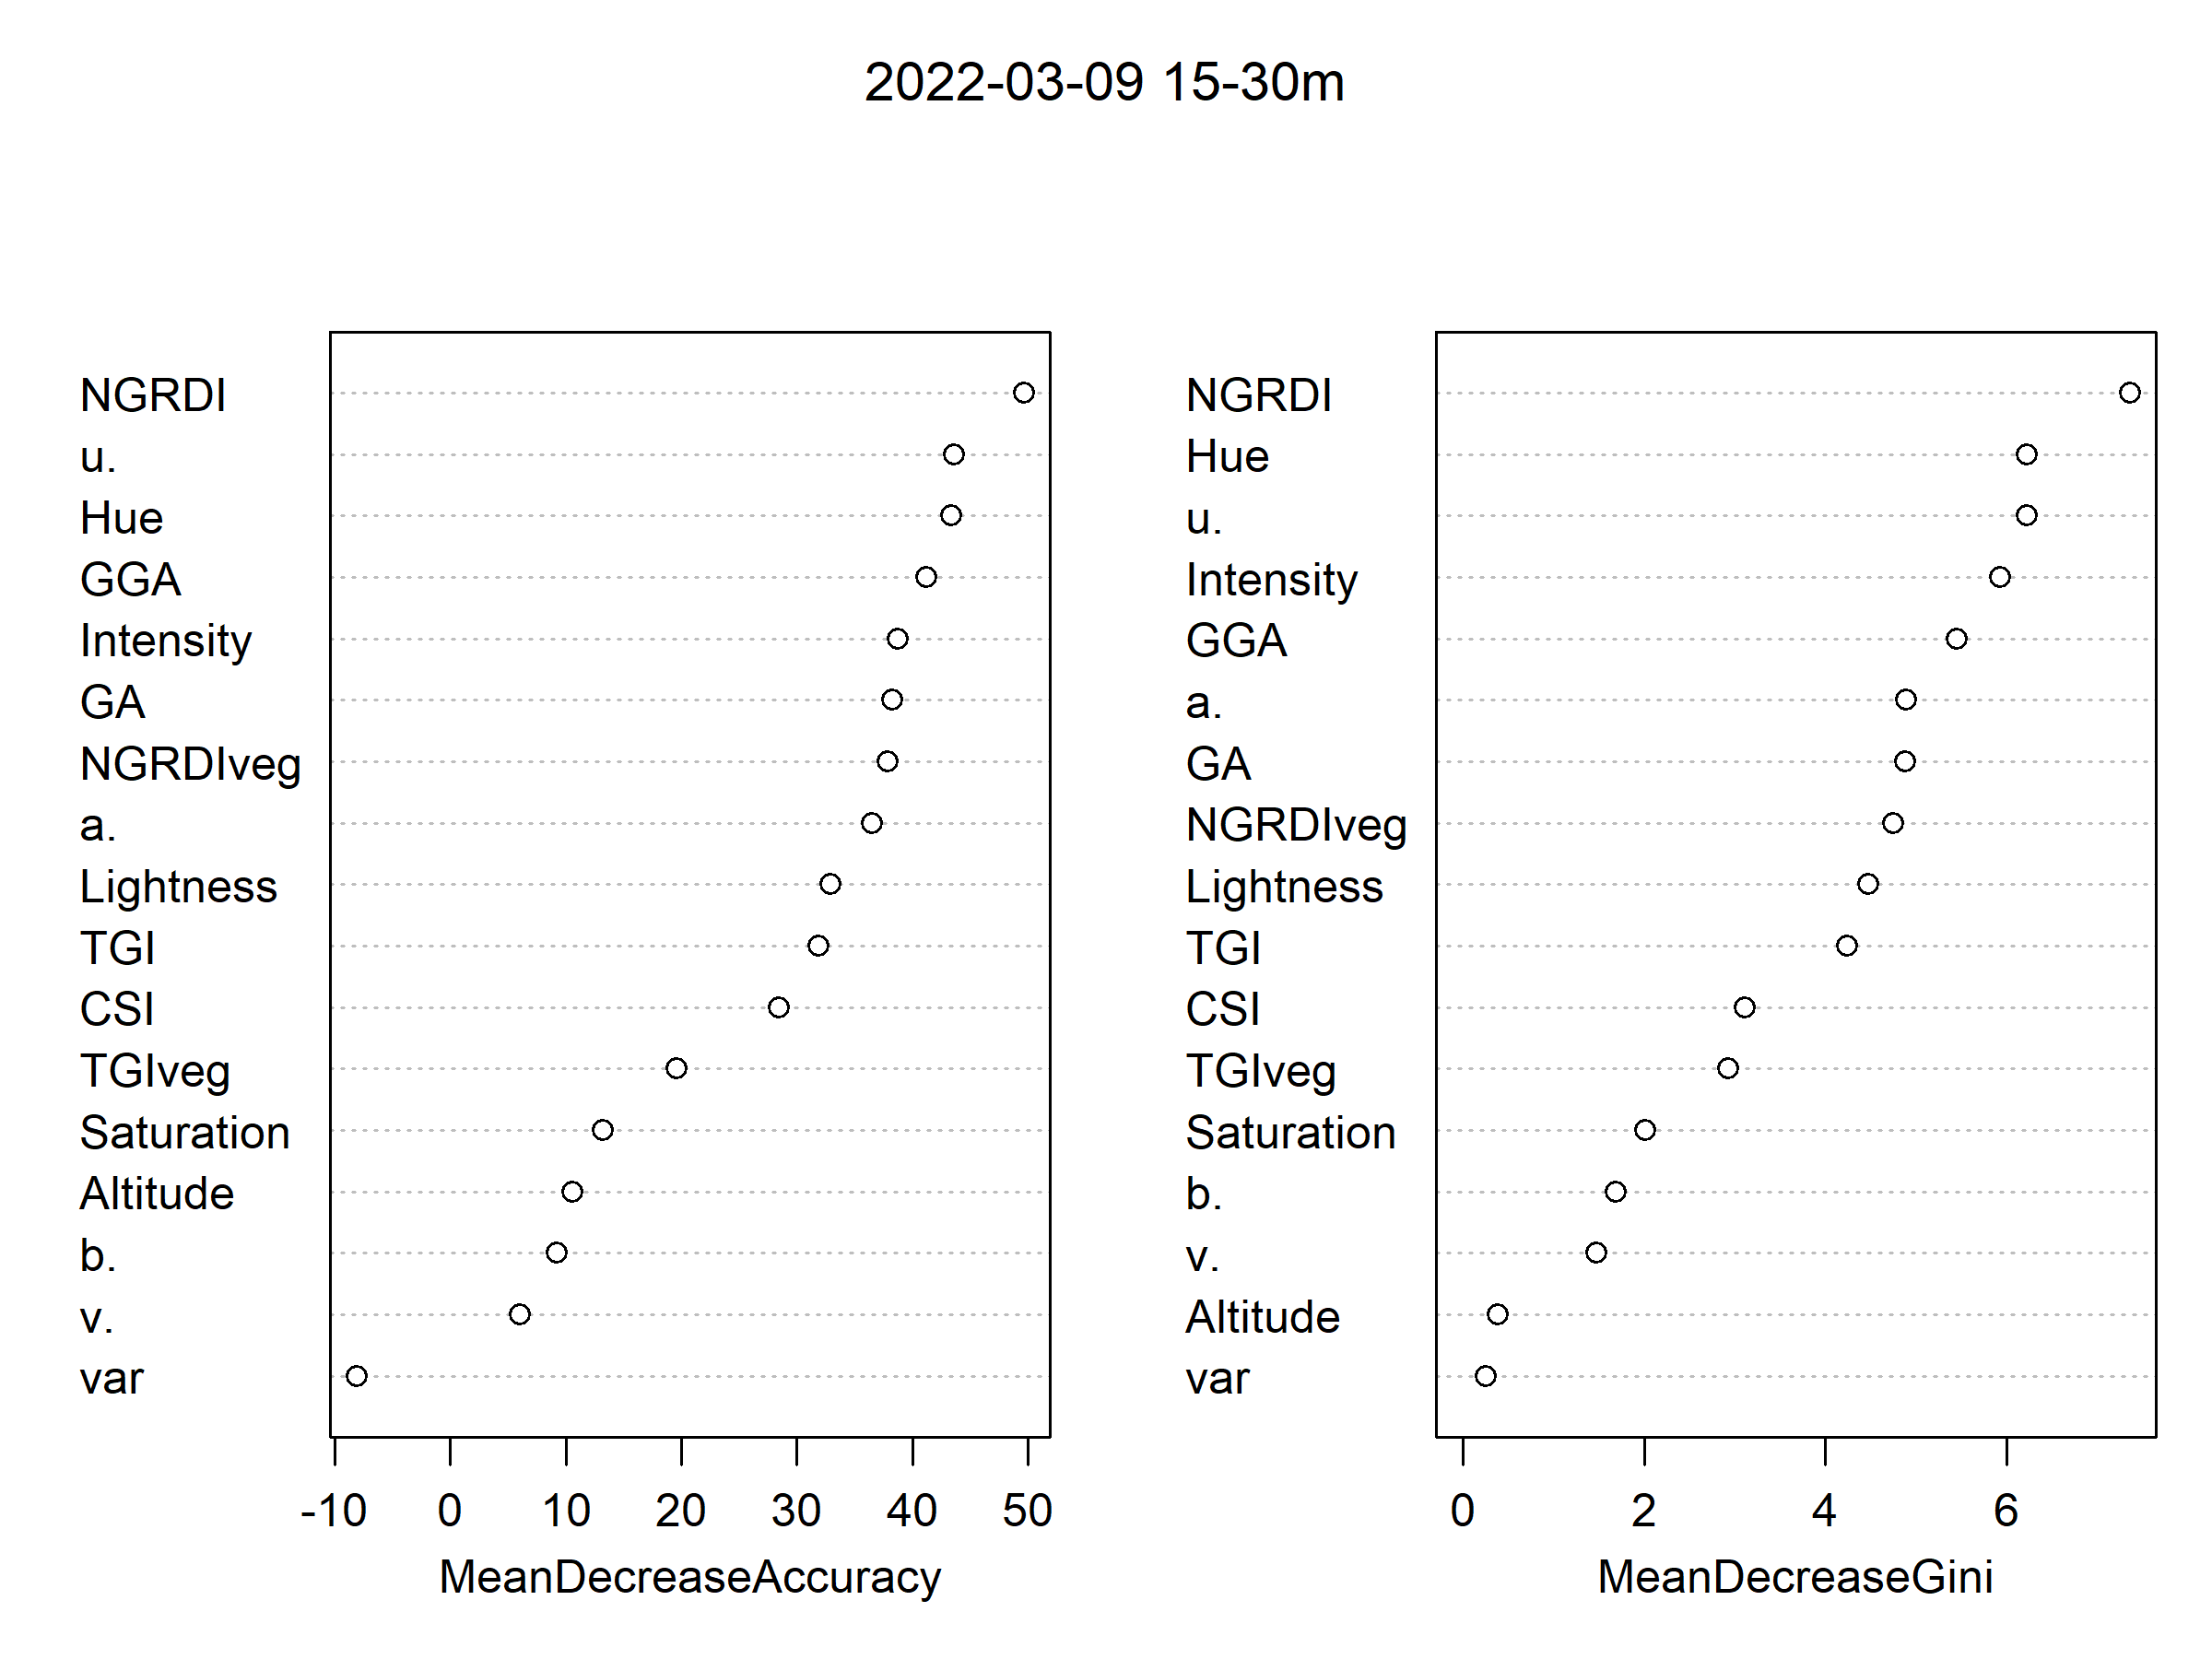 2022-03-09 15-30m
NGRDI
u.
Hue
GGA
Intensity
GA
NGRDIveg
a.
Lightness
TGI
CSI
TGIveg
Saturation
Altitude
b.
v.
var
-10 0 10 20 30 40 50
MeanDecreaseAccuracy
NGRDI
Hue
u.
Intensity
GGA
a.
GA
NGRDIveg
Lightness
TGI
CSI
TGIveg
Saturation
b.
v.
Altitude
var
0 2 4 6
MeanDecreaseGini